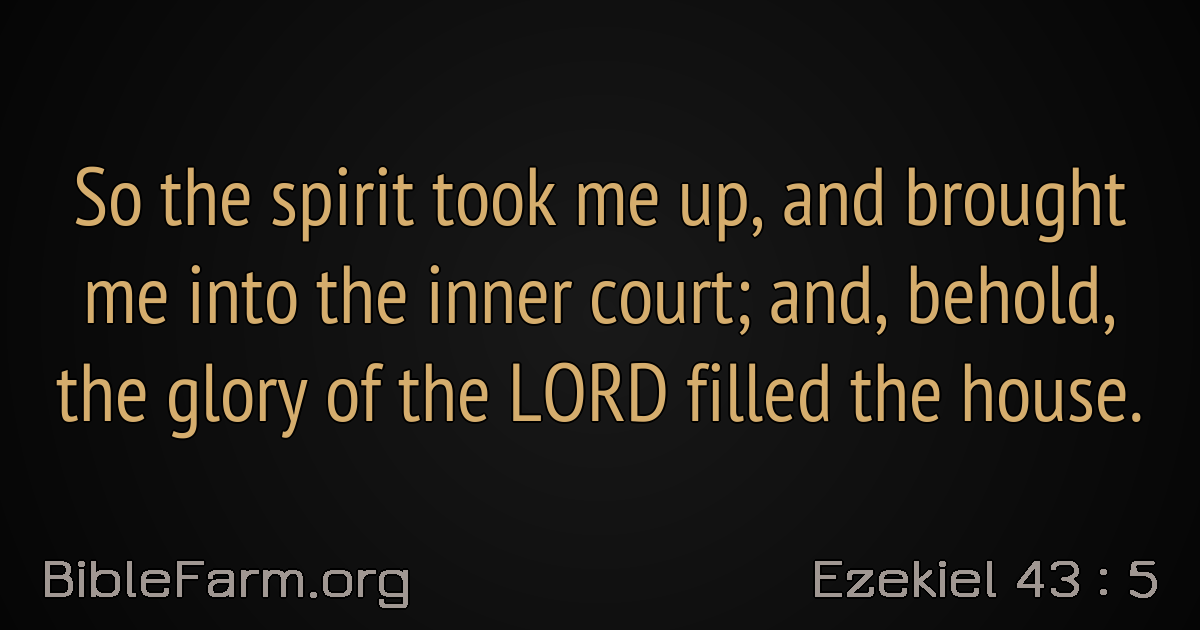 So the spirit took me up, and brought
me into the inner court; and, behold,
the glory of the LORD filled the house.
BibleFarm.org
Ezekiel 43 : 5